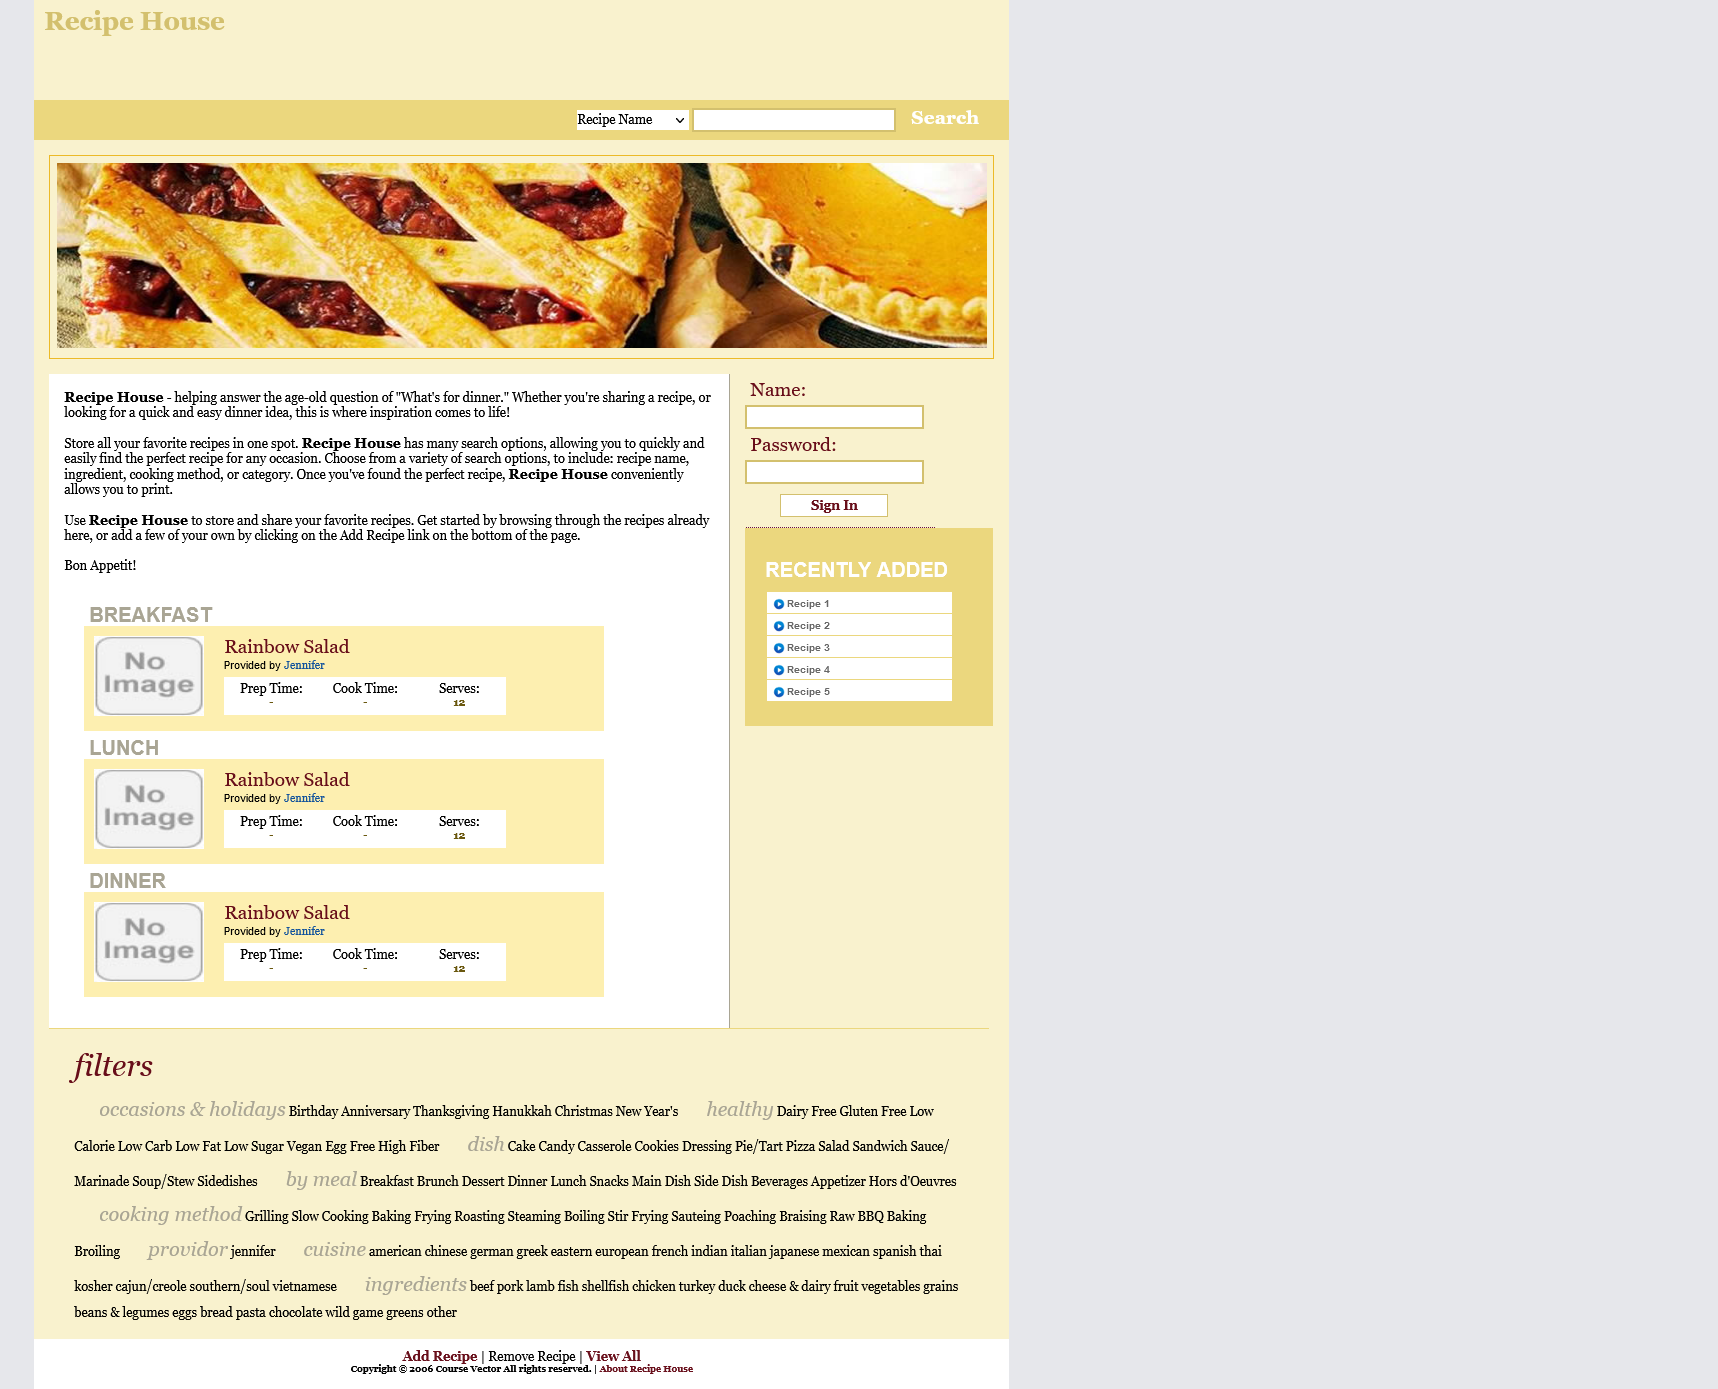 Recipe House
Recipe Name
Search
Recipe House - helping answer the age-old question of "What's for dinner." Whether you're sharing a recipe, or
looking for a quick and easy dinner idea, this is where inspiration comes to life!
Store all your favorite recipes in one spot. Recipe House has many search options, allowing you to quickly and
easily find the perfect recipe for any occasion. Choose from a variety of search options, to include: recipe name,
ingredient, cooking method, or category. Once you've found the perfect recipe, Recipe House conveniently
allows you to print.
Use Recipe House to store and share your favorite recipes. Get started by browsing through the recipes already
here, or add a few of your own by clicking on the Add Recipe link on the bottom of the page.
Bon Appetit!
BREAKFAST
No
Image
Rainbow Salad
Provided by Jennifer
Prep Time: Cook Time: Serves:
- - 12
LUNCH
No
Image
Rainbow Salad
Provided by Jennifer
Prep Time: Cook Time: Serves:
- - 12
DINNER
No
Image
Rainbow Salad
Provided by Jennifer
Prep Time: Cook Time: Serves:
- - 12
Name:
Password:
Sign In
RECENTLY ADDED
Recipe 1
Recipe 2
Recipe 3
Recipe 4
Recipe 5
filters
occasions & holidays Birthday Anniversary Thanksgiving Hanukkah Christmas New Year's healthy Dairy Free Gluten Free Low
Calorie Low Carb Low Fat Low Sugar Vegan Egg Free High Fiber dish Cake Candy Casserole Cookies Dressing Pie/Tart Pizza Salad Sandwich Sauce/
Marinade Soup/Stew Sidedishes by meal Breakfast Brunch Dessert Dinner Lunch Snacks Main Dish Side Dish Beverages Appetizer Hors d'Oeuvres
cooking method Grilling Slow Cooking Baking Frying Roasting Steaming Boiling Stir Frying Sauteing Poaching Braising Raw BBQ Baking
Broiling providor jennifer cuisine american chinese german greek eastern european french indian italian japanese mexican spanish thai
kosher cajun/creole southern/soul vietnamese ingredients beef pork lamb fish shellfish chicken turkey duck cheese & dairy fruit vegetables grains
beans & legumes eggs bread pasta chocolate wild game greens other
Add Recipe | Remove Recipe | View All
Copyright © 2006 Course Vector All rights reserved. | About Recipe House